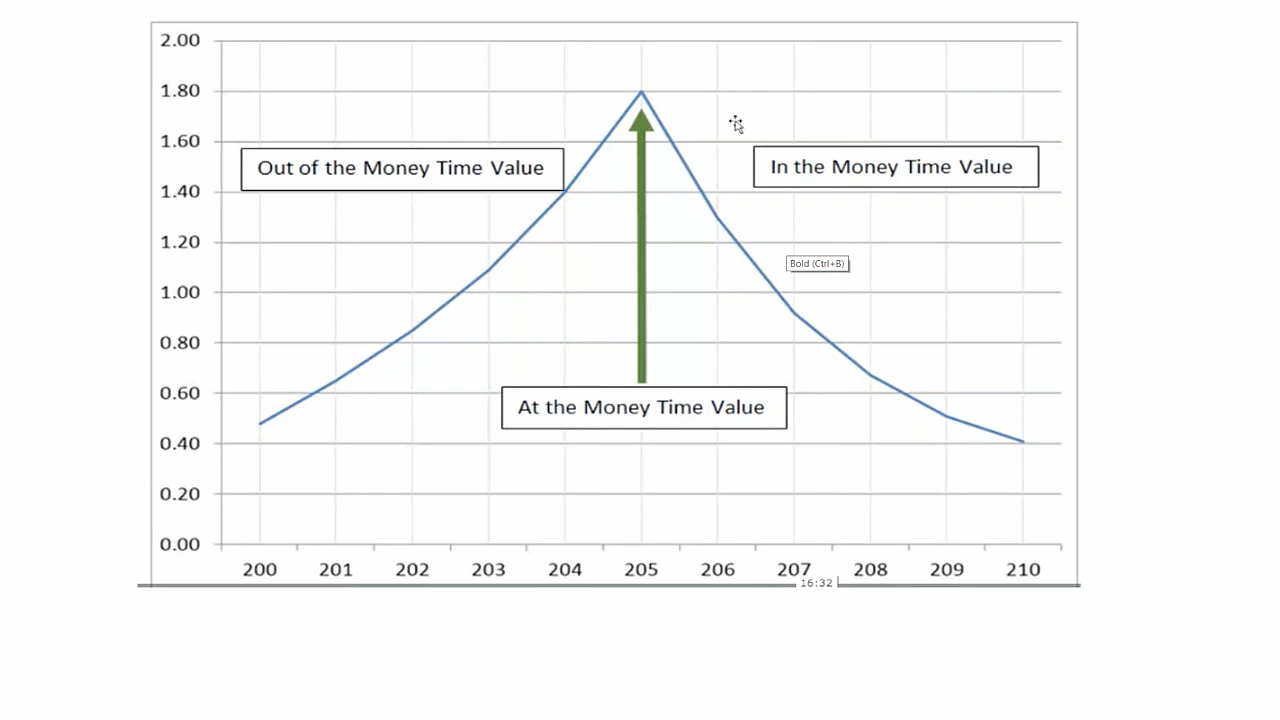 2.00
1.80
1.60
Out of the Money Time Value
In the Money Time Value
1.40
1.20
Bold (Ctrl+B)
1.00
0.80
0.60
At the Money Time Value
0.40
0.20
0.00
200 201 202 203 204 205 206 207 208 209 210
16:32